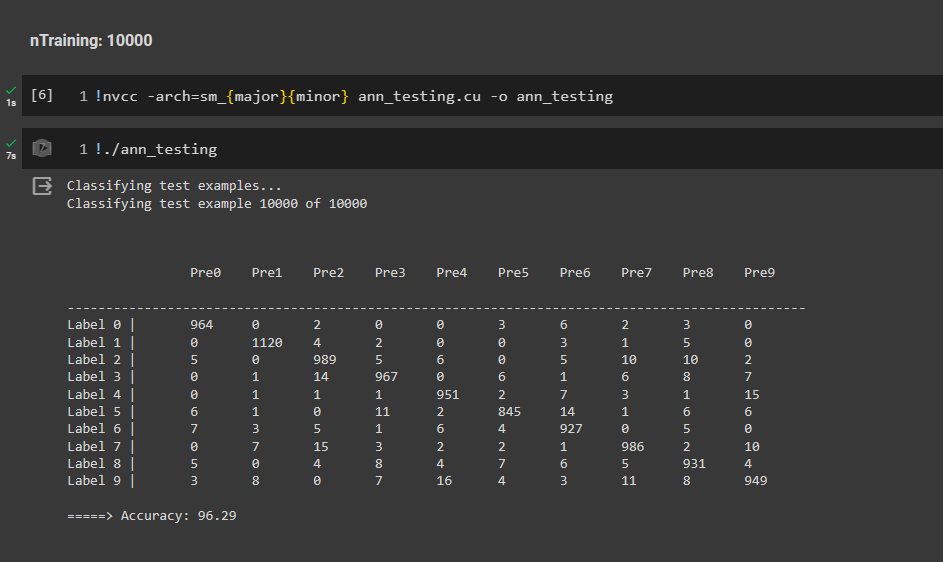 nTraining: 10000
1s [6] 1 !nvcc -arch=sm_{major}{minor} ann_testing.cu -o ann_testing
7s 1 !./ann_testing
Classifying test examples...
Classifying test example 10000 of 10000
Pre0 Pre1 Pre2 Pre3 Pre4 Pre5 Pre6 Pre7 Pre8 Pre9
------------------------------------------------------------------------------------------------
Label 0 | 964 0 2 0 0 3 6 2 3 0
Label 1 | 0 1120 4 2 0 0 3 1 5 0
Label 2 | 5 0 989 5 6 0 5 10 10 2
Label 3 | 0 1 14 967 0 6 1 6 8 7
Label 4 | 0 1 1 1 951 2 7 3 1 15
Label 5 | 6 1 0 11 2 845 14 1 6 6
Label 6 | 7 3 5 1 6 4 927 0 5 0
Label 7 | 0 7 15 3 2 2 1 986 2 10
Label 8 | 5 0 4 8 4 7 6 5 931 4
Label 9 | 3 8 0 7 16 4 3 11 8 949
=====> Accuracy: 96.29